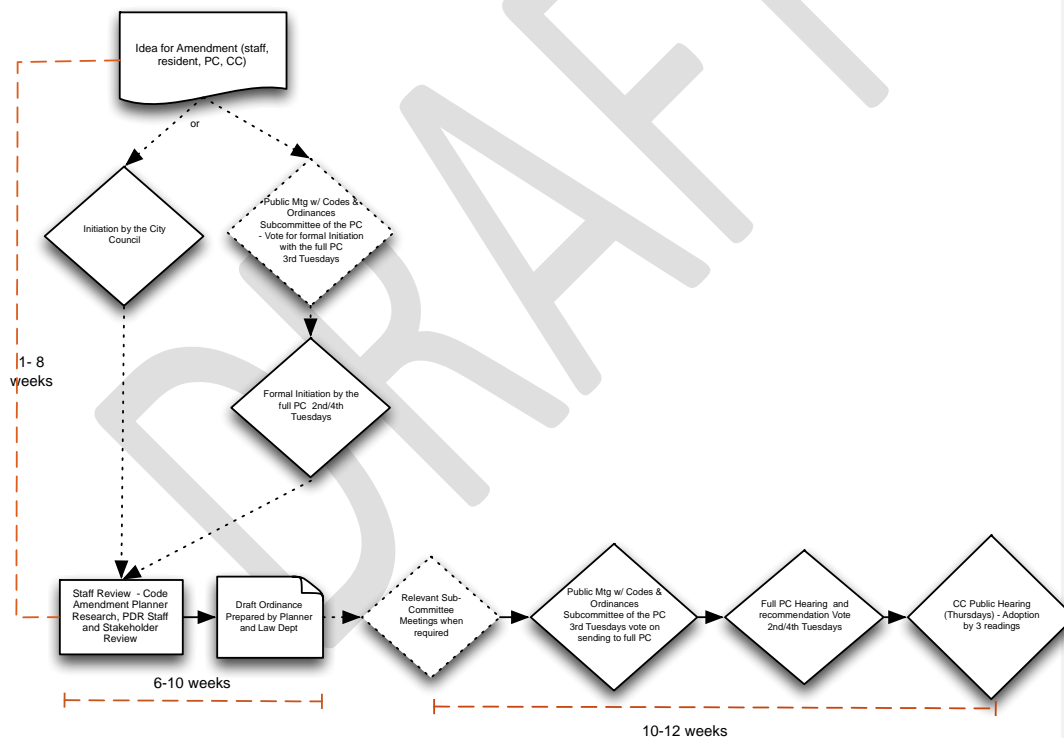 DRAFT
Idea for Amendment (staff,
resident, PC, CC)
or
Initiation by the City
Council
Public Mtg w/ Codes &
Ordinances
Subcommittee of the PC
- Vote for formal Initiation
with the full PC
3rd Tuesdays
1- 8
weeks
Formal Initiation by the
full PC 2nd/4th
Tuesdays
Staff Review - Code
Amendment Planner
Research, PDR Staff
and Stakeholder
Review
Draft Ordinance
Prepared by Planner
and Law Dept
Relevant Sub-
Committee
Meetings when
required
Public Mtg w/ Codes &
Ordinances
Subcommittee of the PC
3rd Tuesdays vote on
sending to full PC
Full PC Hearing and
recommendation Vote
2nd/4th Tuesdays
CC Public Hearing
(Thursdays) - Adoption
by 3 readings
6-10 weeks
10-12 weeks